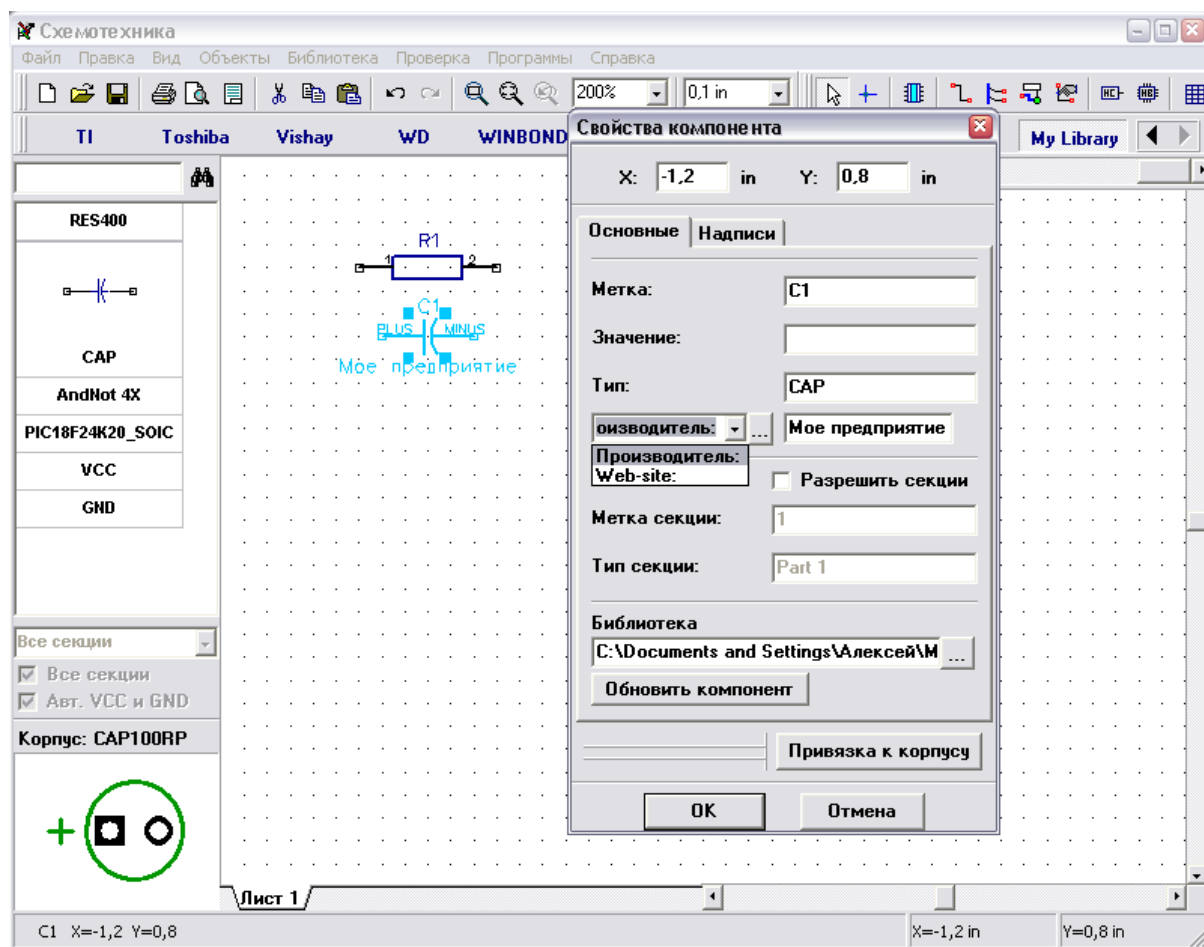 Схемотехника
Файл Правка Вид Объекты Библиотека Проверка Программы Справка
200% 0,1 in
TI Toshiba Vishay WD WINBOND My Library
Свойства компонента
X: -1,2 in Y: 0,8 in
Основные Надписи
Метка: C1
Значение:
Тип: CAP
оизводитель: ... Мое предприятие
Производитель:
Web-site:
Разрешить секции
Метка секции: 1
Тип секции: Part 1
Библиотека
C:\Documents and Settings\Алексей\М ...
Обновить компонент
Привязка к корпусу
OK Отмена
RES400
CAP
AndNot 4X
PIC18F24K20_SOIC
VCC
GND
Все секции
Все секции
Авт. VCC и GND
Корпус: CAP100RP
R1
1 2
C1
PLUS MINUS
Мое предприятие
Лист 1
C1 X=-1,2 Y=0,8 X=-1,2 in Y=0,8 in